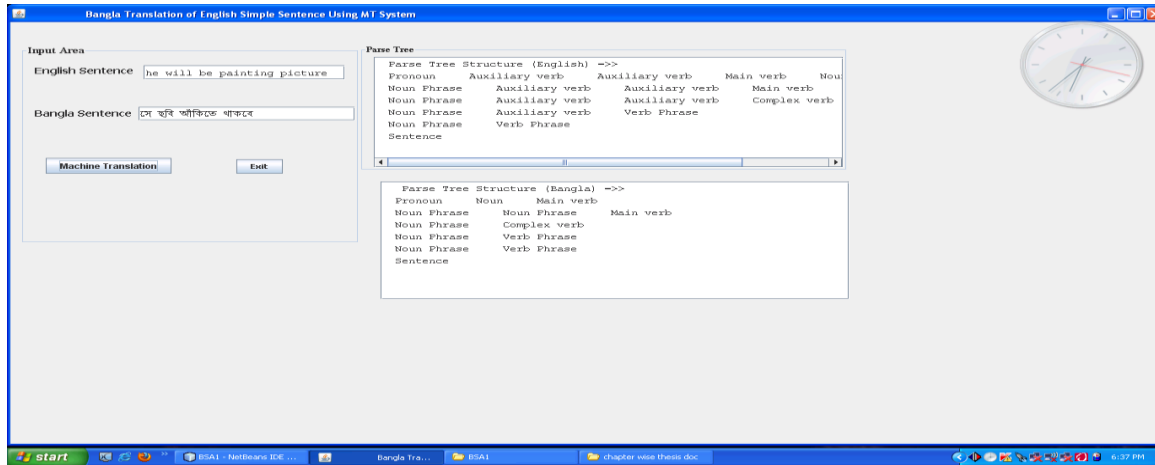 Bangla Translation of English Simple Sentence Using MT System
Input Area
English Sentence he will be painting picture
Bangla Sentence সে ছবি আঁকিতে থাকবে
Machine Translation Exit
Parse Tree
Parse Tree Structure (English) —>>
Pronoun Auxiliary verb Auxiliary verb Main verb Nou
Noun Phrase Auxiliary verb Auxiliary verb Main verb
Noun Phrase Auxiliary verb Auxiliary verb Complex verb
Noun Phrase Auxiliary verb Verb Phrase
Noun Phrase Verb Phrase
Sentence
Parse Tree Structure (Bangla) —>>
Pronoun Noun Main verb
Noun Phrase Noun Phrase Main verb
Noun Phrase Complex verb
Noun Phrase Verb Phrase
Noun Phrase Verb Phrase
Sentence
start BSA1 - NetBeans IDE ... Bangla Tra... BSA1 chapter wise thesis doc 6:37 PM